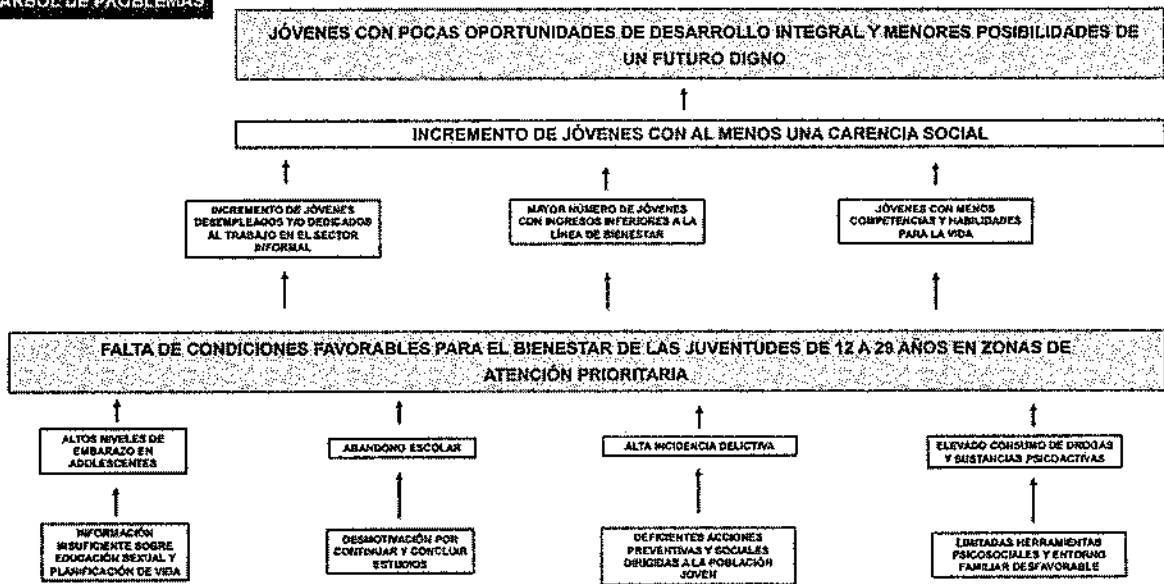 ÁRBOL DE PROBLEMAS
JÓVENES CON POCAS OPORTUNIDADES DE DESARROLLO INTEGRAL Y MENORES POSIBILIDADES DE
UN FUTURO DIGNO
INCREMENTO DE JÓVENES CON AL MENOS UNA CARENCIA SOCIAL
INCREMENTO DE JÓVENES
DESEMPLEADOS Y/O DEDICADOS
AL TRABAJO EN EL SECTOR
INFORMAL
MAYOR NÚMERO DE JÓVENES
CON INGRESOS INFERIORES A LA
LÍNEA DE BIENESTAR
JÓVENES CON MENOS
COMPETENCIAS Y HABILIDADES
PARA LA VIDA
FALTA DE CONDICIONES FAVORABLES PARA EL BIENESTAR DE LAS JUVENTUDES DE 12 A 29 AÑOS EN ZONAS DE
ATENCIÓN PRIORITARIA
ALTOS NIVELES DE
EMBARAZO EN
ADOLESCENTES
ABANDONO ESCOLAR
ALTA INCIDENCIA DELICTIVA
ELEVADO CONSUMO DE DROGAS
Y SUSTANCIAS PSICOACTIVAS
INFORMACIÓN
INSUFICIENTE SOBRE
EDUCACIÓN SEXUAL Y
PLANIFICACIÓN DE VIDA
DESMOTIVACIÓN POR
CONTINUAR Y CONCLUIR
ESTUDIOS
DEFICIENTES ACCIONES
PREVENTIVAS Y SOCIALES
DIRIGIDAS A LA POBLACIÓN
JOVEN
LIMITADAS HERRAMIENTAS
PSICOSOCIALES Y ENTORNO
FAMILIAR DESFAVORABLE